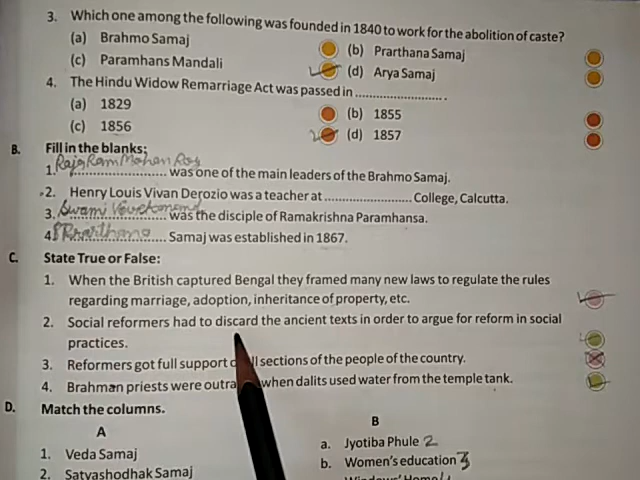 3. Which one among the following was founded in 1840 to work for the abolition of caste?
(a) Brahmo Samaj (b) Prarthana Samaj
(c) Paramhans Mandali (d) Arya Samaj
4. The Hindu Widow Remarriage Act was passed in ..........................
(a) 1829 (b) 1855
(c) 1856 (d) 1857
B. Fill in the blanks:
1. Raja Ram Mohan Roy was one of the main leaders of the Brahmo Samaj.
2. Henry Louis Vivan Derozio was a teacher at ......................... College, Calcutta.
3. Swami Vivekanand was the disciple of Ramakrishna Paramhansa.
4. Prarthana Samaj was established in 1867.
C. State True or False:
1. When the British captured Bengal they framed many new laws to regulate the rules
regarding marriage, adoption, inheritance of property, etc.
2. Social reformers had to discard the ancient texts in order to argue for reform in social
practices.
3. Reformers got full support sections of the people of the country.
4. Brahman priests were when dalits used water from the temple tank.
D. Match the columns.
A B
1. Veda Samaj a. Jyotiba Phule 2
2. Satyashodhak Samaj b. Women's education 3